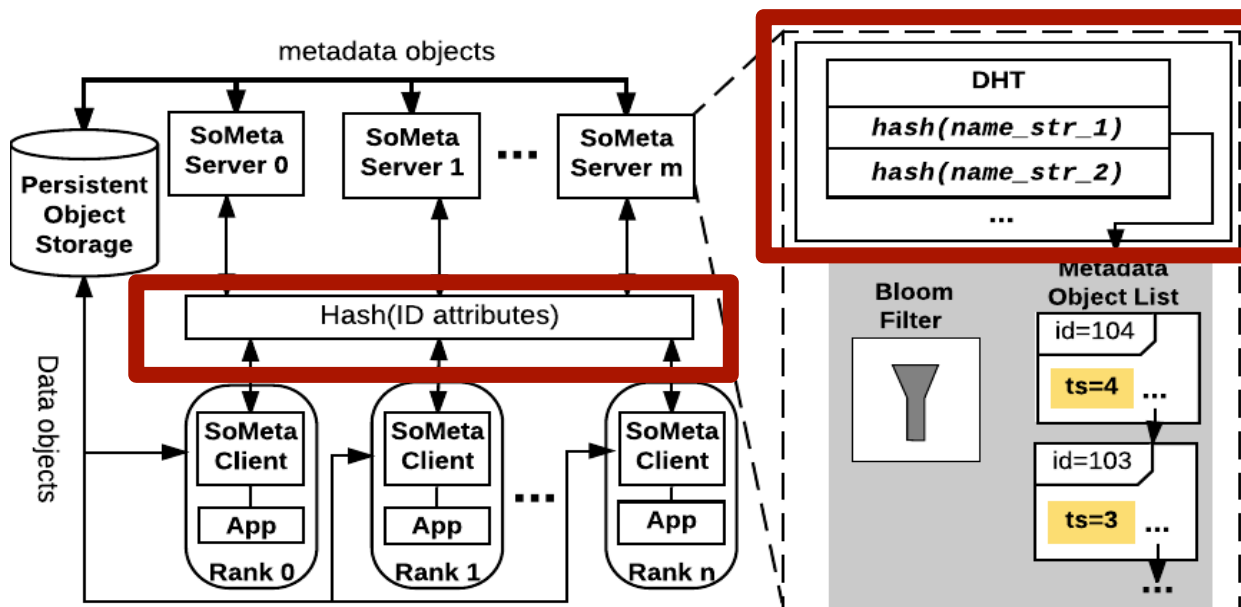 metadata objects
SoMeta
Server 0
SoMeta
Server 1
...
SoMeta
Server m
Persistent
Object
Storage
Hash(ID attributes)
Data objects
SoMeta
Client
App
Rank 0
SoMeta
Client
App
Rank 1
...
SoMeta
Client
App
Rank n
DHT
hash(name_str_1)
hash(name_str_2)
...
Bloom
Filter
Metadata
Object List
id=104
ts=4 ...
id=103
ts=3 ...
...